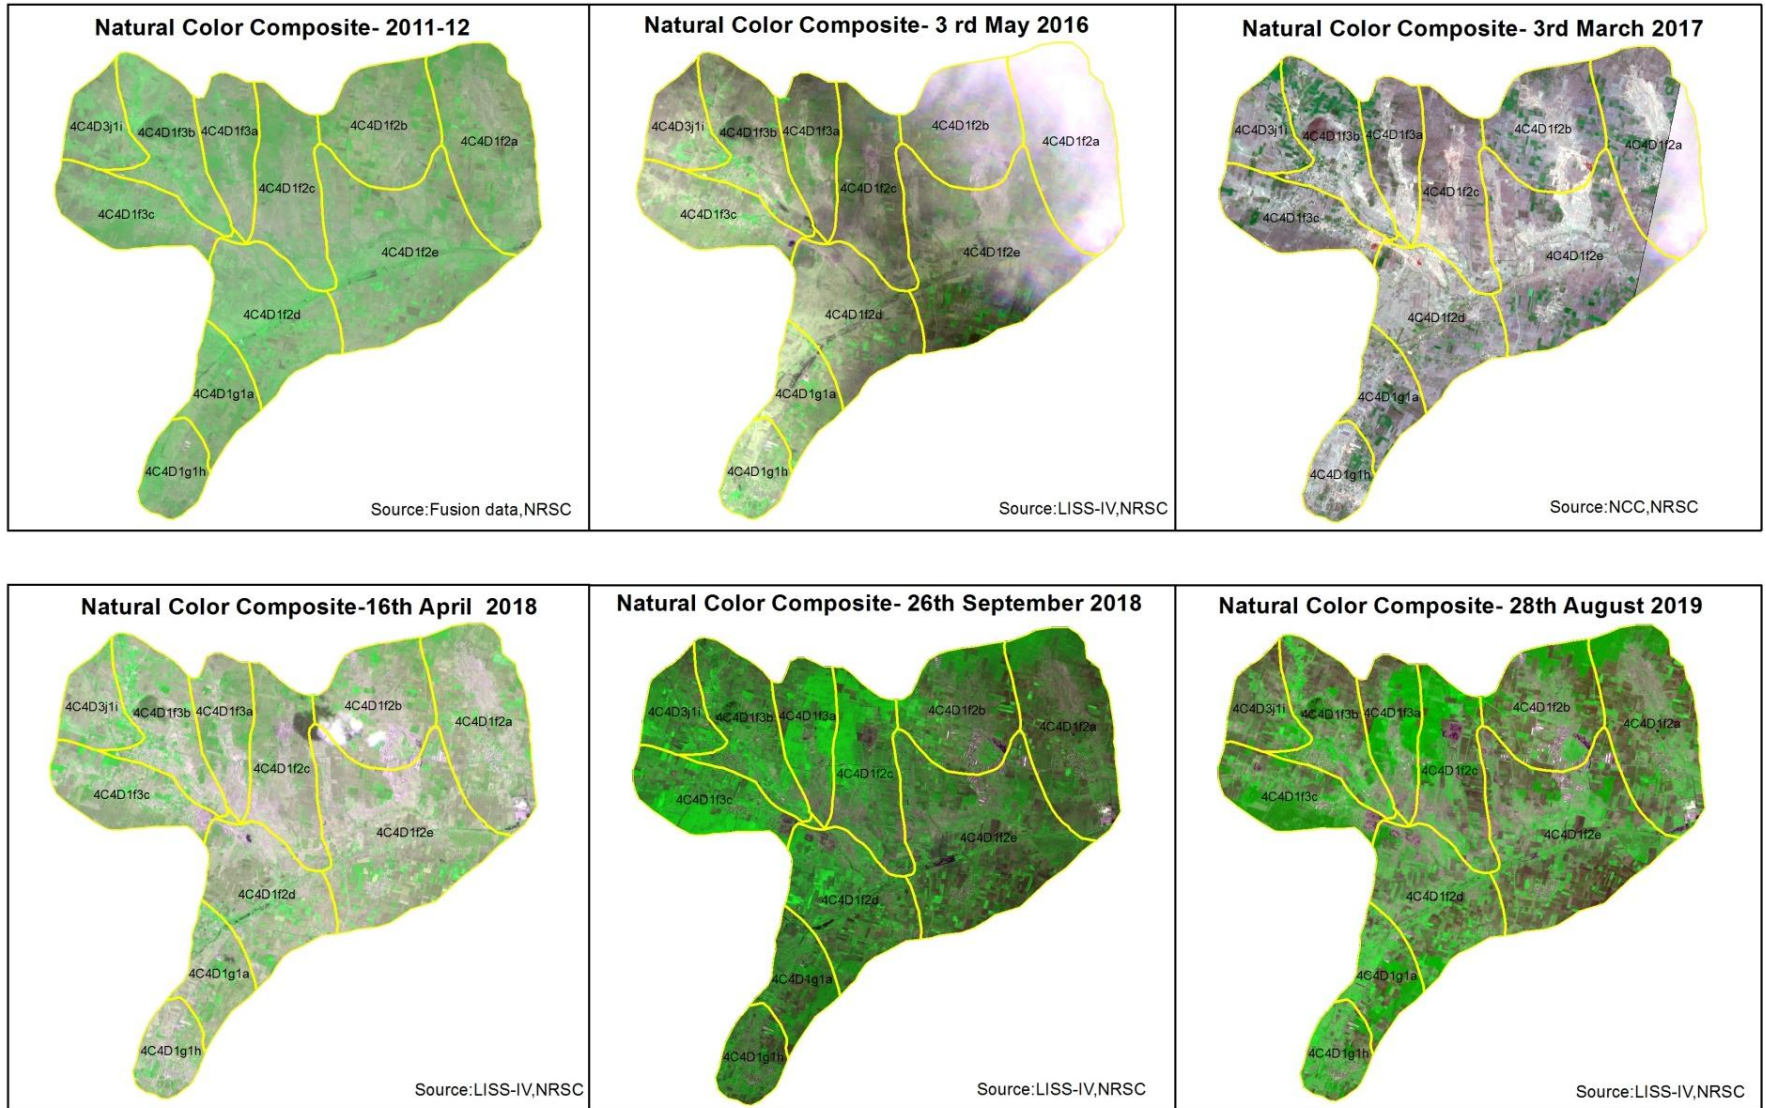 Natural Color Composite- 2011-12
4C4D3j1i
4C4D1f3b
4C4D1f3a
4C4D1f2b
4C4D1f2a
4C4D1f2c
4C4D1f3c
4C4D1f2e
4C4D1f2d
4C4D1g1a
4C4D1g1h
Source:Fusion data,NRSC
Natural Color Composite- 3 rd May 2016
4C4D3j1i
4C4D1f3b
4C4D1f3a
4C4D1f2b
4C4D1f2a
4C4D1f2c
4C4D1f3c
4C4D1f2e
4C4D1f2d
4C4D1g1a
4C4D1g1h
Source:LISS-IV,NRSC
Natural Color Composite- 3rd March 2017
4C4D3j1i
4C4D1f3b
4C4D1f3a
4C4D1f2b
4C4D1f2a
4C4D1f2c
4C4D1f3c
4C4D1f2e
4C4D1f2d
4C4D1g1a
4C4D1g1h
Source:NCC,NRSC
Natural Color Composite-16th April 2018
4C4D3j1i
4C4D1f3b
4C4D1f3a
4C4D1f2b
4C4D1f2a
4C4D1f2c
4C4D1f3c
4C4D1f2e
4C4D1f2d
4C4D1g1a
4C4D1g1h
Source:LISS-IV,NRSC
Natural Color Composite- 26th September 2018
4C4D3j1i
4C4D1f3b
4C4D1f3a
4C4D1f2b
4C4D1f2a
4C4D1f2c
4C4D1f3c
4C4D1f2e
4C4D1f2d
4C4D1g1a
4C4D1g1h
Source:LISS-IV,NRSC
Natural Color Composite- 28th August 2019
4C4D3j1i
4C4D1f3b
4C4D1f3a
4C4D1f2b
4C4D1f2a
4C4D1f2c
4C4D1f3c
4C4D1f2e
4C4D1f2d
4C4D1g1a
4C4D1g1h
Source:LISS-IV,NRSC